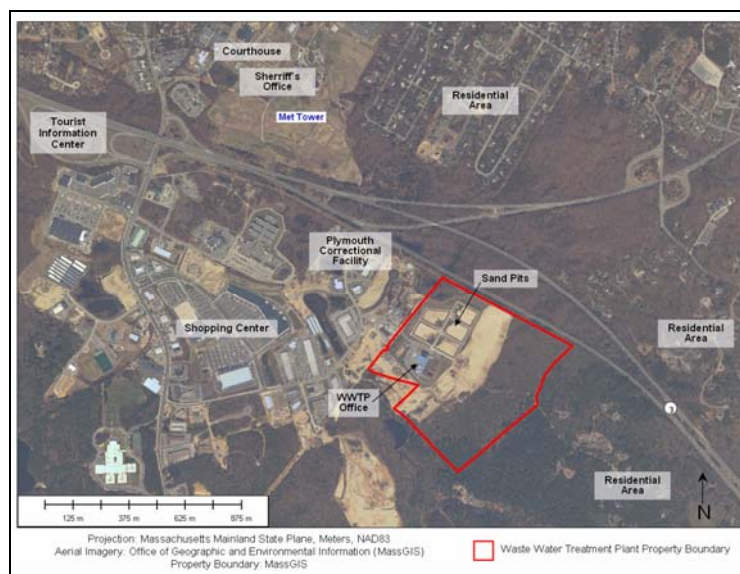 Courthouse
Sherriff's
Office
Residential
Area
Met Tower
Tourist
Information
Center
Plymouth
Correctional
Facility
Sand Pits
Shopping Center
Residential
Area
WWTP
Office
3
Residential
Area
N
125 m 375 m 625 m 875 m
Projection: Massachusetts Mainland State Plane, Meters, NAD83
Aerial Imagery: Office of Geographic and Environmental Information (MassGIS)
Property Boundary: MassGIS
Waste Water Treatment Plant Property Boundary